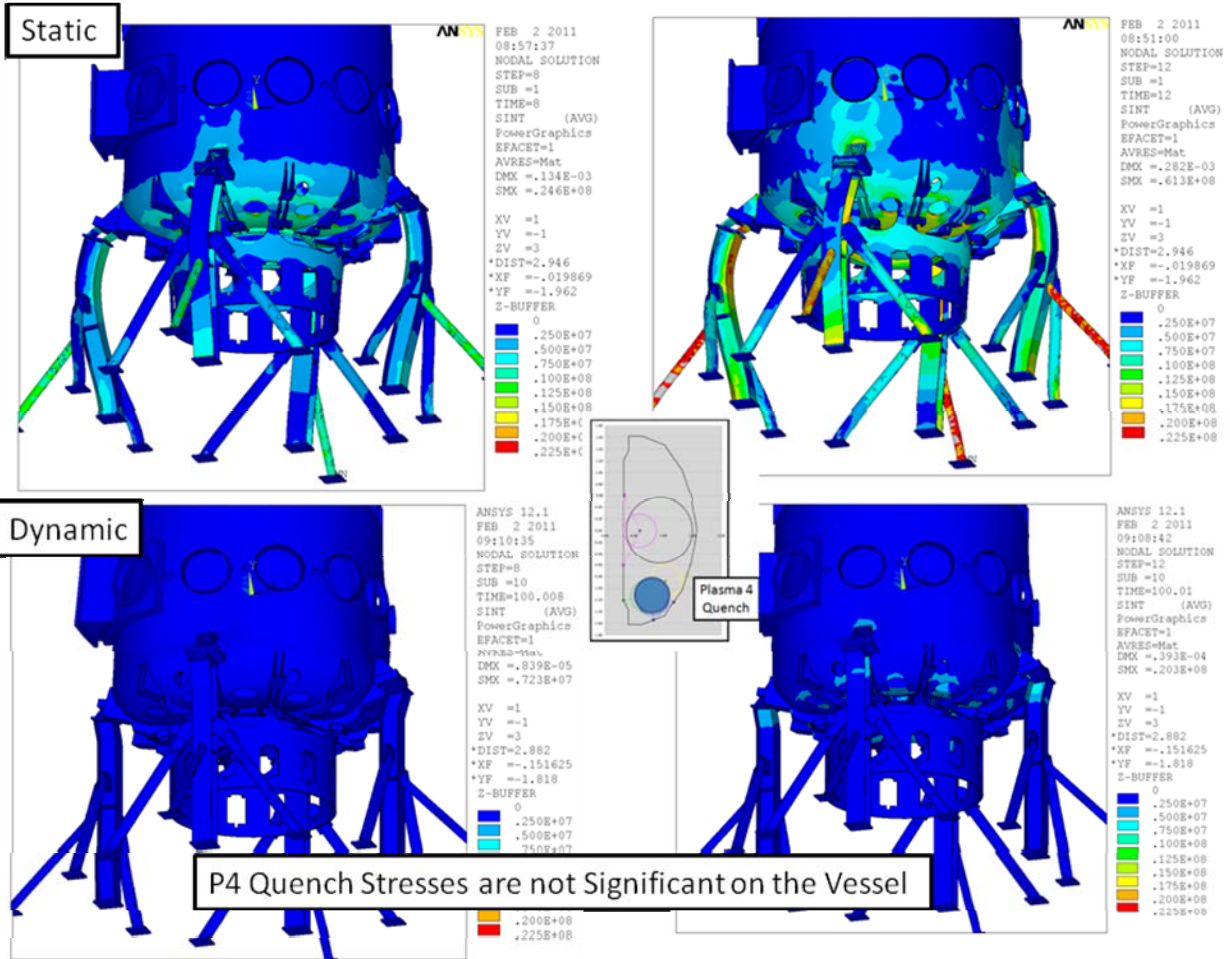 Static
ANSYS
FEB 2 2011
08:57:37
NODAL SOLUTION
STEP=8
SUB =1
TIME=8
SINT (AVG)
PowerGraphics
EFACET=1
AVRES=Mat
DMX =.134E-03
SMX =.246E+08
XV =1
YV =-1
ZV =3
*DIST=2.946
*XF =-.019869
*YF =-1.962
Z-BUFFER
0
.250E+07
.500E+07
.750E+07
.100E+08
.125E+08
.150E+08
.175E+0
.200E+0
.225E+0
ANSYS
FEB 2 2011
08:51:00
NODAL SOLUTION
STEP=12
SUB =1
TIME=12
SINT (AVG)
PowerGraphics
EFACET=1
AVRES=Mat
DMX =.282E-03
SMX =.613E+08
XV =1
YV =-1
ZV =3
*DIST=2.946
*XF =-.019869
*YF =-1.962
Z-BUFFER
0
.250E+07
.500E+07
.750E+07
.100E+08
.125E+08
.150E+08
.175E+08
.200E+08
.225E+08
Plasma 4
Quench
Dynamic
ANSYS 12.1
FEB 2 2011
09:10:35
NODAL SOLUTION
STEP=8
SUB =10
TIME=100.008
SINT (AVG)
PowerGraphics
EFACET=1
AVRES=Mat
DMX =.839E-05
SMX =.723E+07
XV =1
YV =-1
ZV =3
*DIST=2.882
*XF =-.151625
*YF =-1.818
Z-BUFFER
0
.250E+07
.500E+07
.750E+07
.200E+08
.225E+08
ANSYS 12.1
FEB 2 2011
09:08:42
NODAL SOLUTION
STEP=12
SUB =10
TIME=100.01
SINT (AVG)
PowerGraphics
EFACET=1
AVRES=Mat
DMX =.393E-04
SMX =.203E+08
XV =1
YV =-1
ZV =3
*DIST=2.882
*XF =-.151625
*YF =-1.818
Z-BUFFER
0
.250E+07
.500E+07
.750E+07
.100E+08
.125E+08
.150E+08
.175E+08
.200E+08
.225E+08
P4 Quench Stresses are not Significant on the Vessel